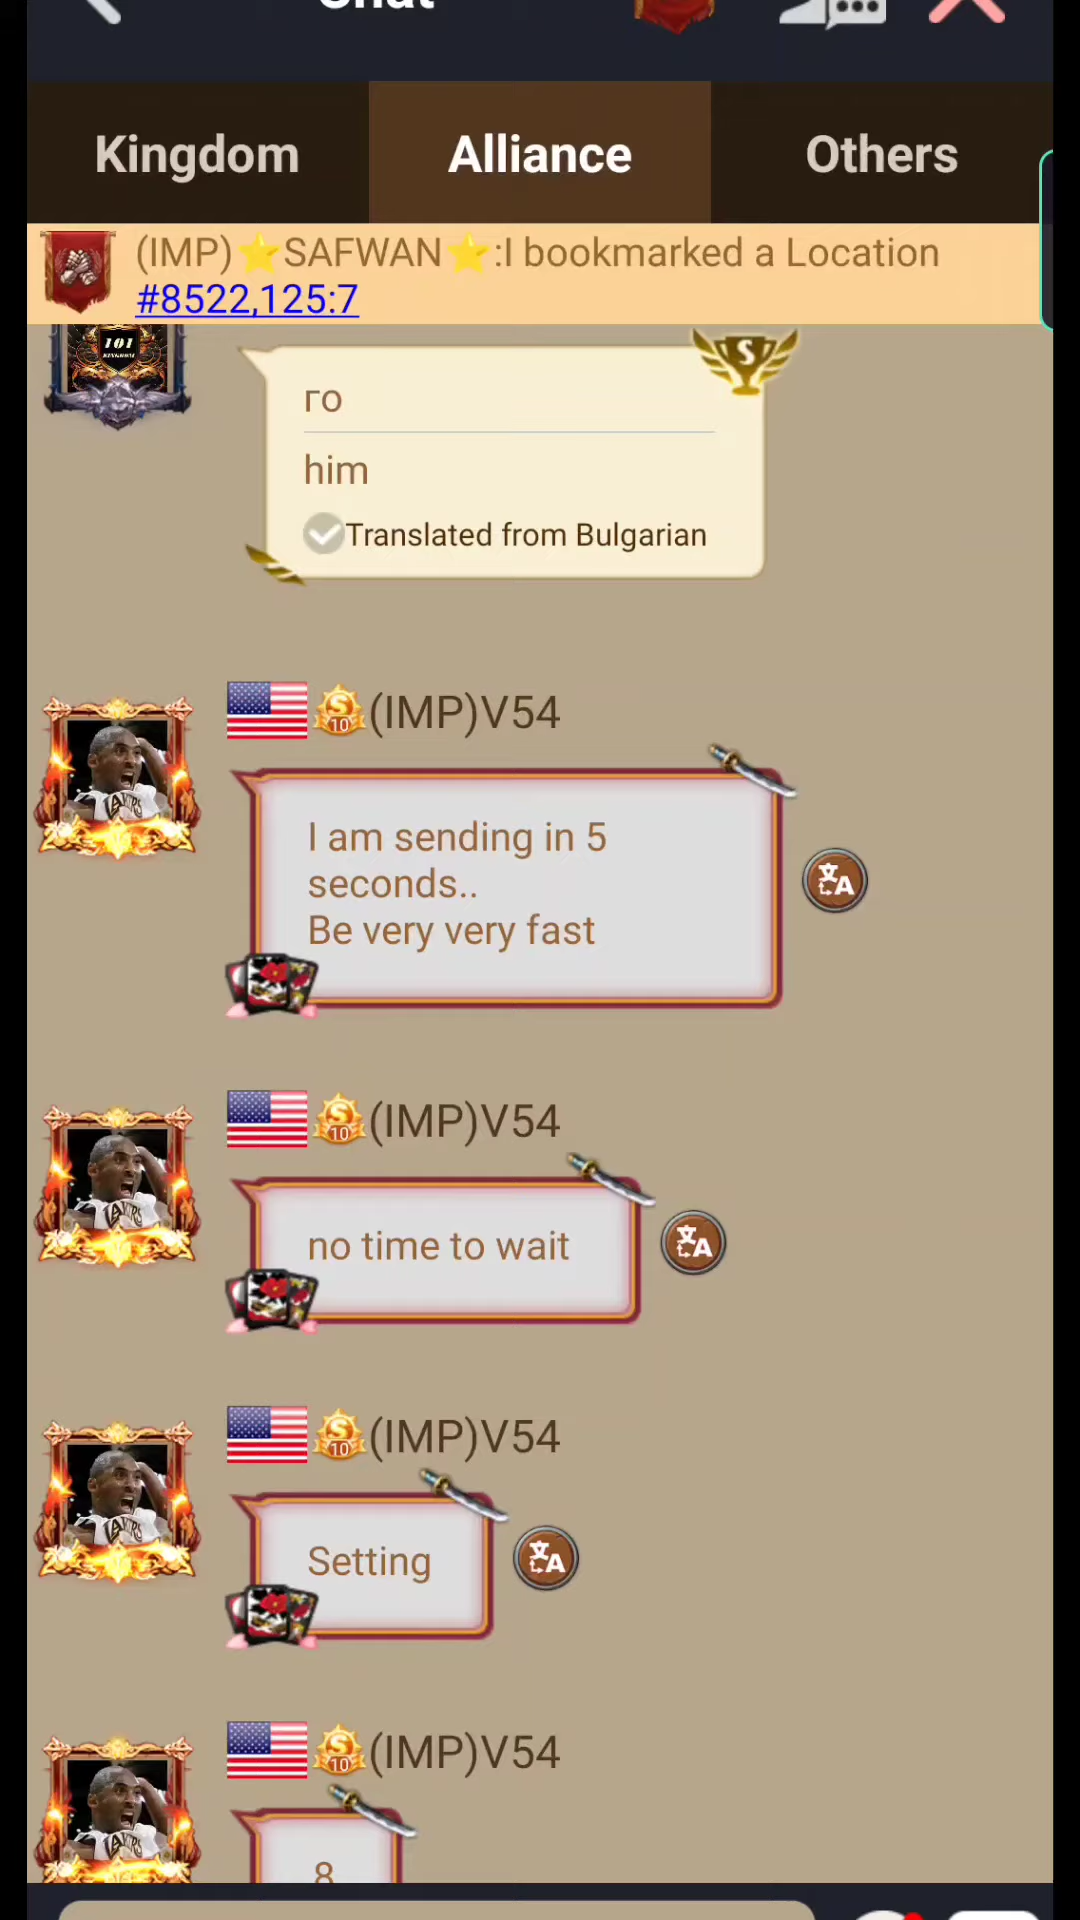 Chat
Kingdom
Alliance
Others
(IMP)⭐SAFWAN⭐:I bookmarked a Location
#8522,125:7
101
KINGDOM
го
him
Translated from Bulgarian
(IMP)V54
I am sending in 5
seconds..
Be very very fast
(IMP)V54
no time to wait
(IMP)V54
Setting
(IMP)V54
8